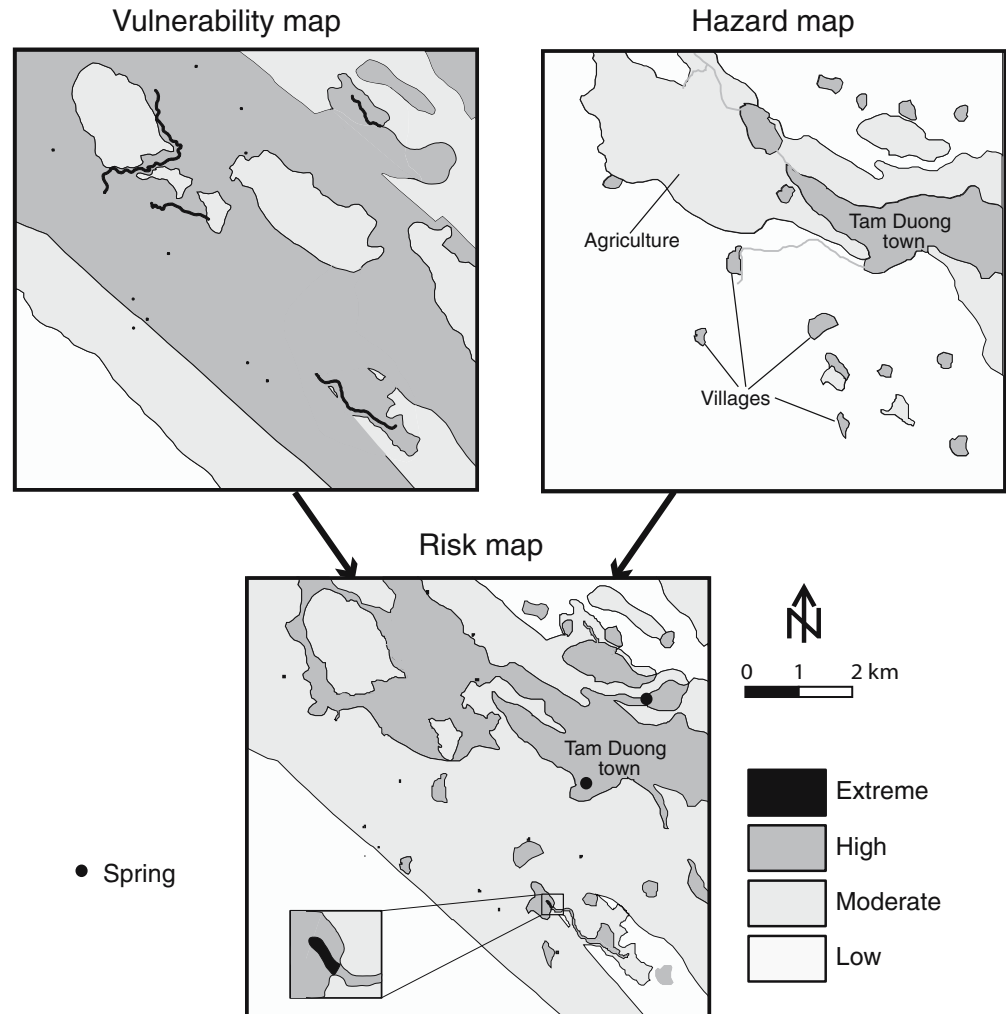 Vulnerability map
Hazard map
Agriculture
Tam Duong
town
Villages
Risk map
N
0 1 2 km
Tam Duong
town
Spring
Extreme
High
Moderate
Low